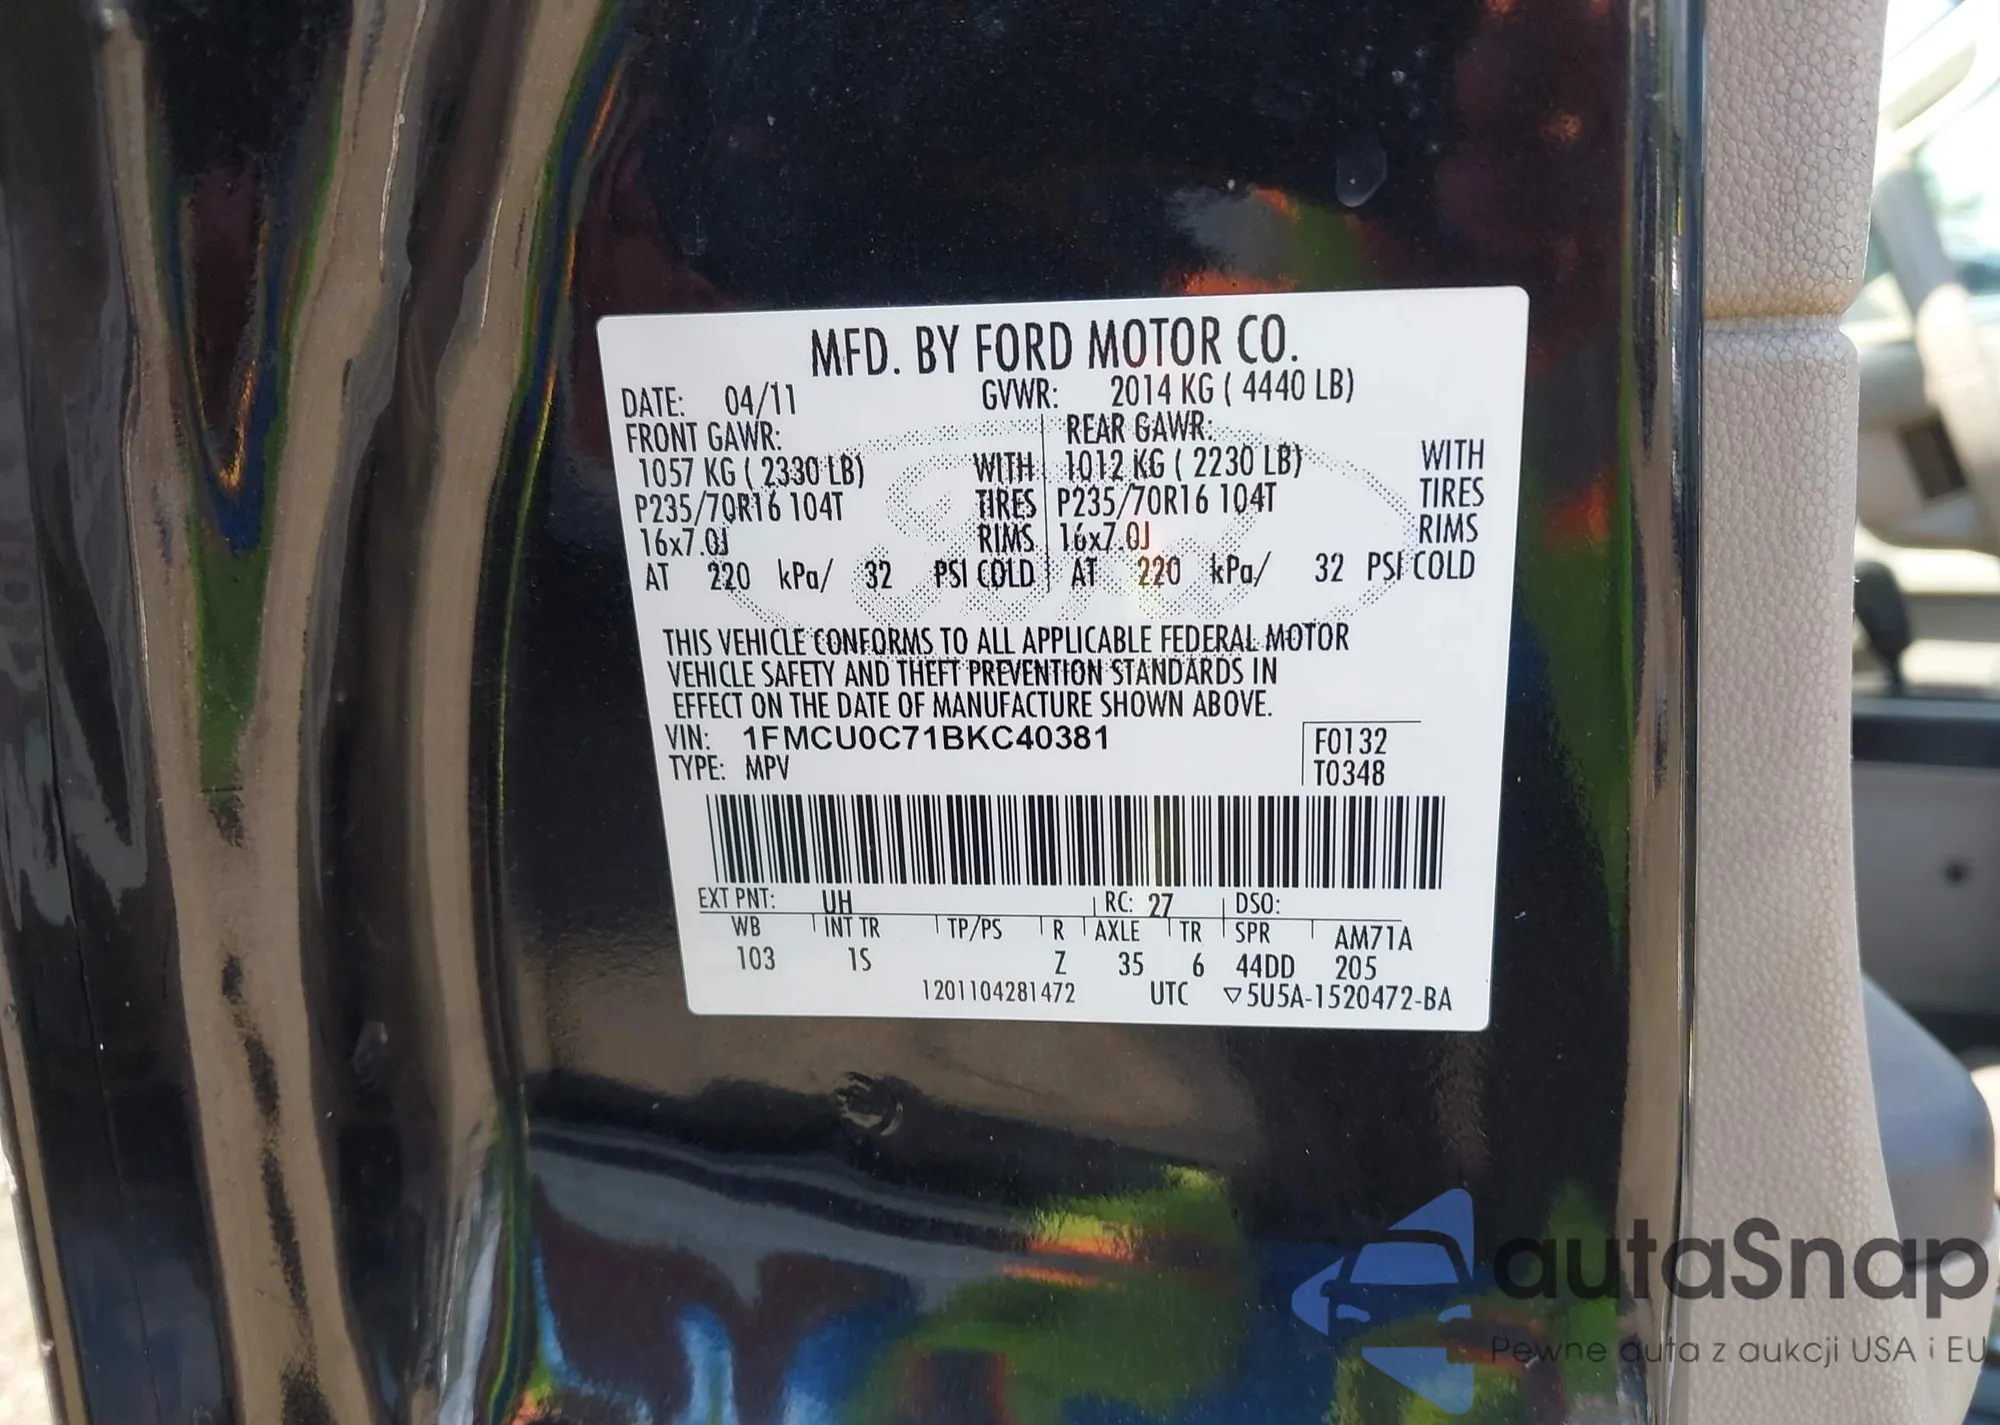 MFD. BY FORD MOTOR CO.
DATE: 04/11 GVWR: 2014 KG ( 4440 LB)
FRONT GAWR: REAR GAWR:
1057 KG ( 2330 LB) WITH 1012 KG ( 2230 LB) WITH
P235/70R16 104T TIRES P235/70R16 104T TIRES
16x7.0J RIMS 16x7.0J RIMS
AT 220 kPa/ 32 PSI COLD AT 220 kPa/ 32 PSI COLD
THIS VEHICLE CONFORMS TO ALL APPLICABLE FEDERAL MOTOR
VEHICLE SAFETY AND THEFT PREVENTION STANDARDS IN
EFFECT ON THE DATE OF MANUFACTURE SHOWN ABOVE.
VIN: 1FMCU0C71BKC40381 F0132
TYPE: MPV T0348
EXT PNT: UH RC: 27 DSO:
WB INT TR TP/PS R AXLE TR SPR AM71A
103 1S Z 35 6 44DD 205
1201104281472 UTC ▽5U5A-1520472-BA
autaSnap
Pewne auta z aukcji USA i EU